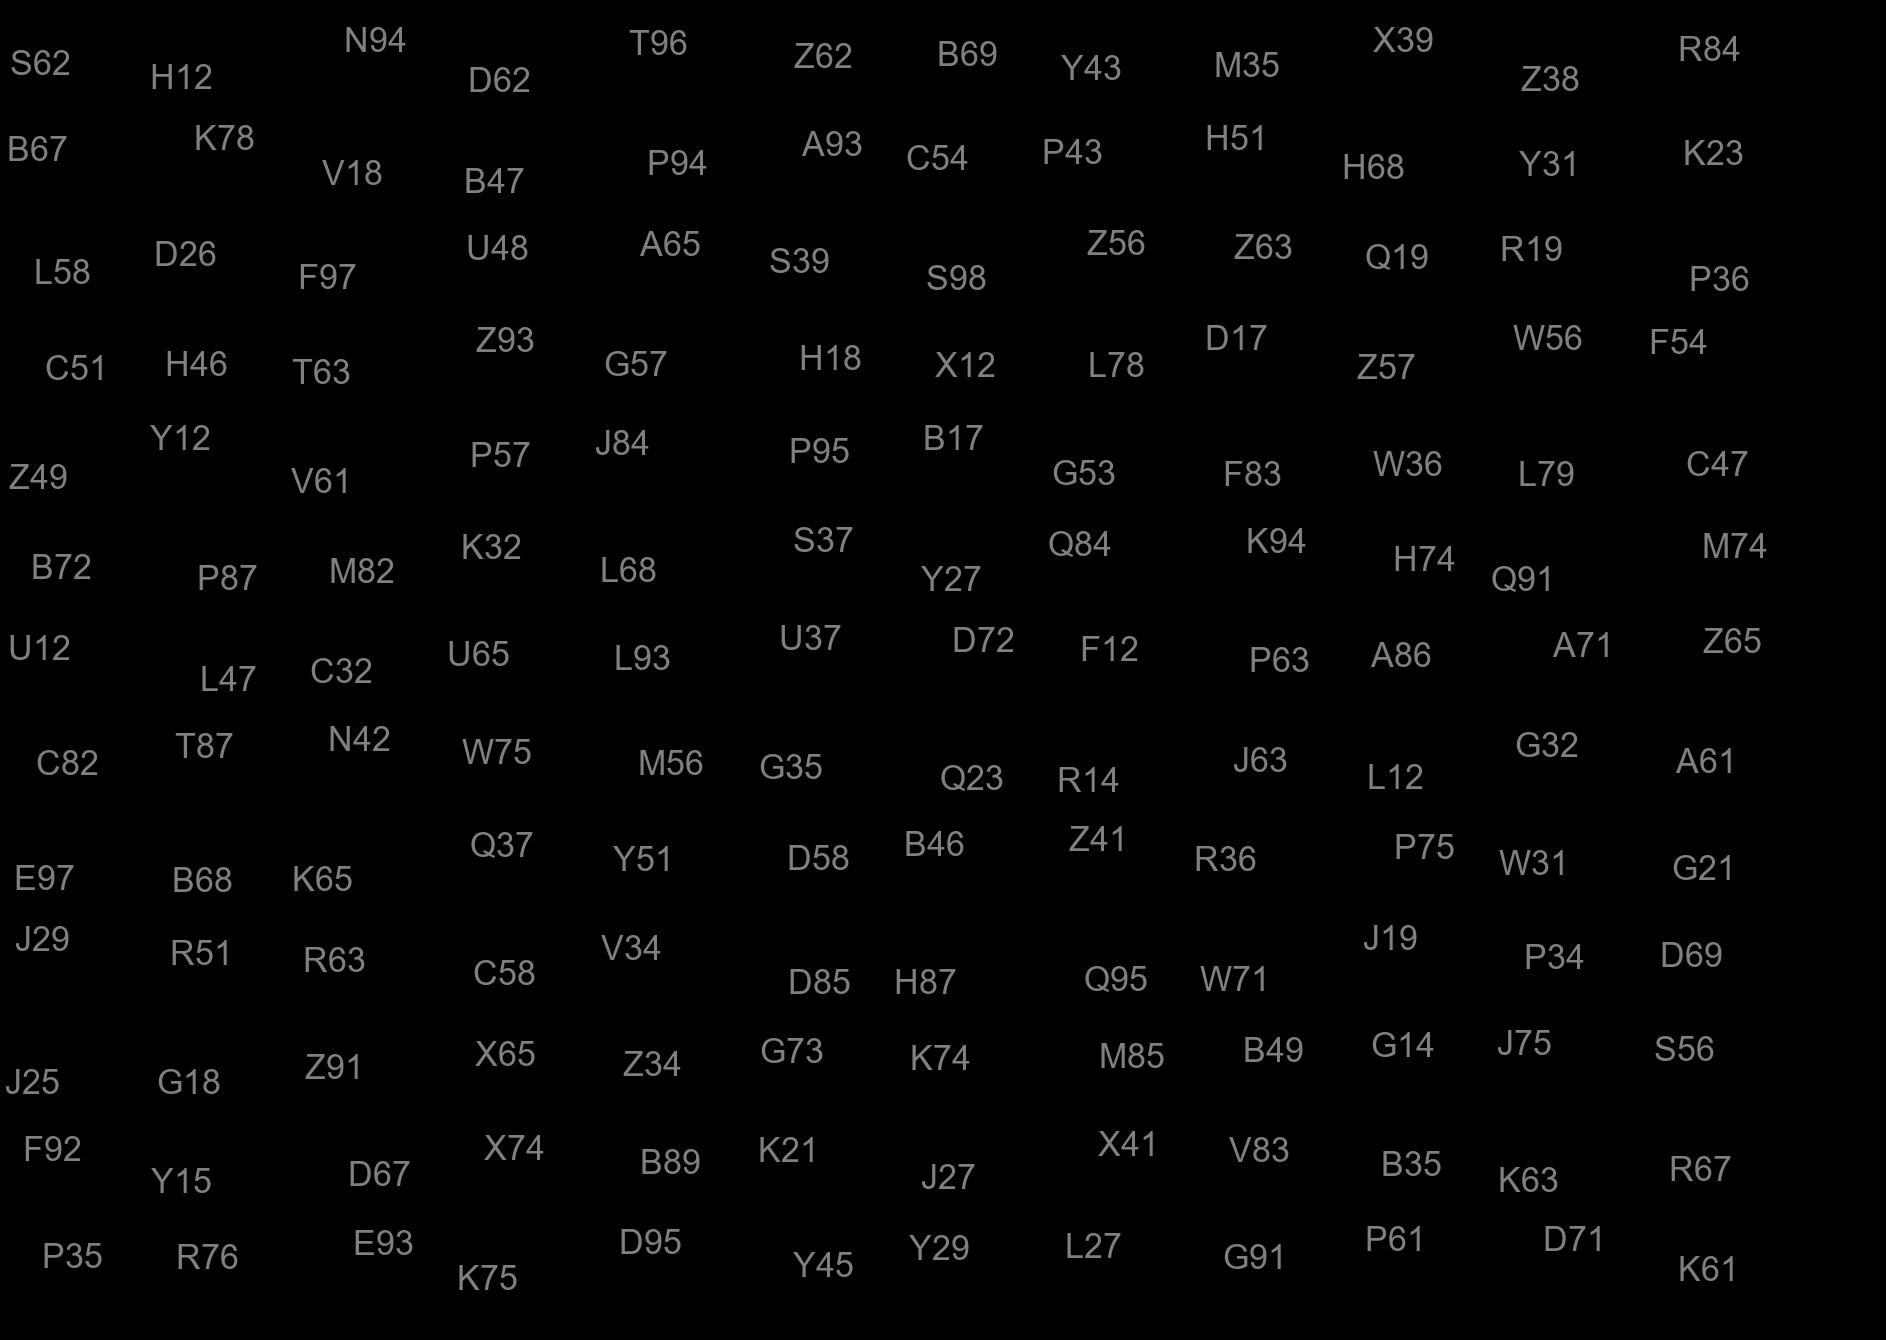 S62 H12 N94 D62 T96 Z62 B69 Y43 M35 X39 Z38 R84
B67 K78 V18 B47 P94 A93 C54 P43 H51 H68 Y31 K23
L58 D26 F97 U48 A65 S39 S98 Z56 Z63 Q19 R19 P36
C51 H46 T63 Z93 G57 H18 X12 L78 D17 Z57 W56 F54
Z49 Y12 V61 P57 J84 P95 B17 G53 F83 W36 L79 C47
B72 P87 M82 K32 L68 S37 Y27 Q84 K94 H74 Q91 M74
U12 L47 C32 U65 L93 U37 D72 F12 P63 A86 A71 Z65
C82 T87 N42 W75 M56 G35 Q23 R14 J63 L12 G32 A61
E97 B68 K65 Q37 Y51 D58 B46 Z41 R36 P75 W31 G21
J29 R51 R63 C58 V34 D85 H87 Q95 W71 J19 P34 D69
J25 G18 Z91 X65 Z34 G73 K74 M85 B49 G14 J75 S56
F92 Y15 D67 X74 B89 K21 J27 X41 V83 B35 K63 R67
P35 R76 E93 K75 D95 Y45 Y29 L27 G91 P61 D71 K61